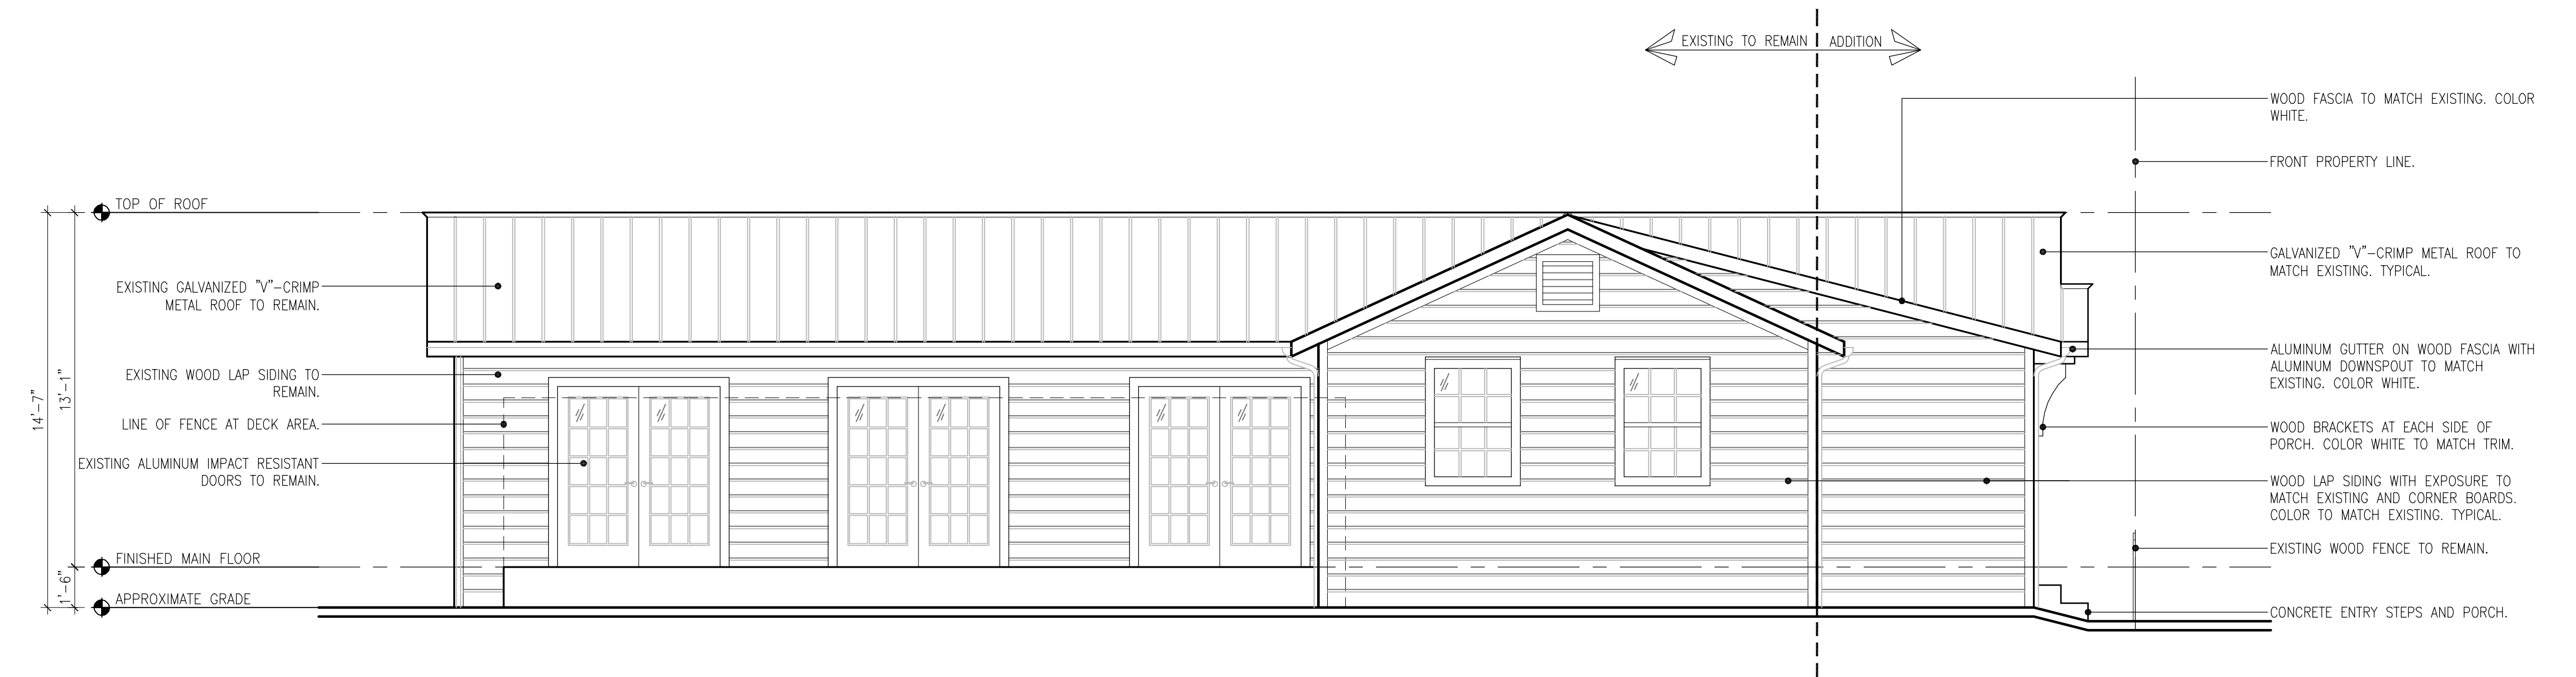 EXISTING TO REMAIN
ADDITION
TOP OF ROOF
EXISTING GALVANIZED "V"-CRIMP
METAL ROOF TO REMAIN.
EXISTING WOOD LAP SIDING TO
REMAIN.
LINE OF FENCE AT DECK AREA.
EXISTING ALUMINUM IMPACT RESISTANT
DOORS TO REMAIN.
FINISHED MAIN FLOOR
APPROXIMATE GRADE
14'-7"
13'-1"
1'-6"
WOOD FASCIA TO MATCH EXISTING. COLOR
WHITE.
FRONT PROPERTY LINE.
GALVANIZED "V"-CRIMP METAL ROOF TO
MATCH EXISTING. TYPICAL.
ALUMINUM GUTTER ON WOOD FASCIA WITH
ALUMINUM DOWNSPOUT TO MATCH
EXISTING. COLOR WHITE.
WOOD BRACKETS AT EACH SIDE OF
PORCH. COLOR WHITE TO MATCH TRIM.
WOOD LAP SIDING WITH EXPOSURE TO
MATCH EXISTING AND CORNER BOARDS.
COLOR TO MATCH EXISTING. TYPICAL.
EXISTING WOOD FENCE TO REMAIN.
CONCRETE ENTRY STEPS AND PORCH.